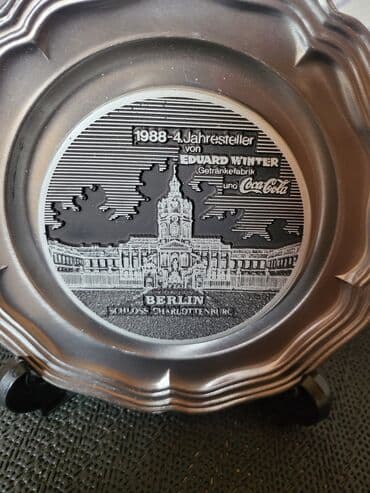 1988-4.Jahresteller
von
EDUARD WINTER
Getränkefabrik
und Coca-Cola
BERLIN
SCHLOSS CHARLOTTENBURG